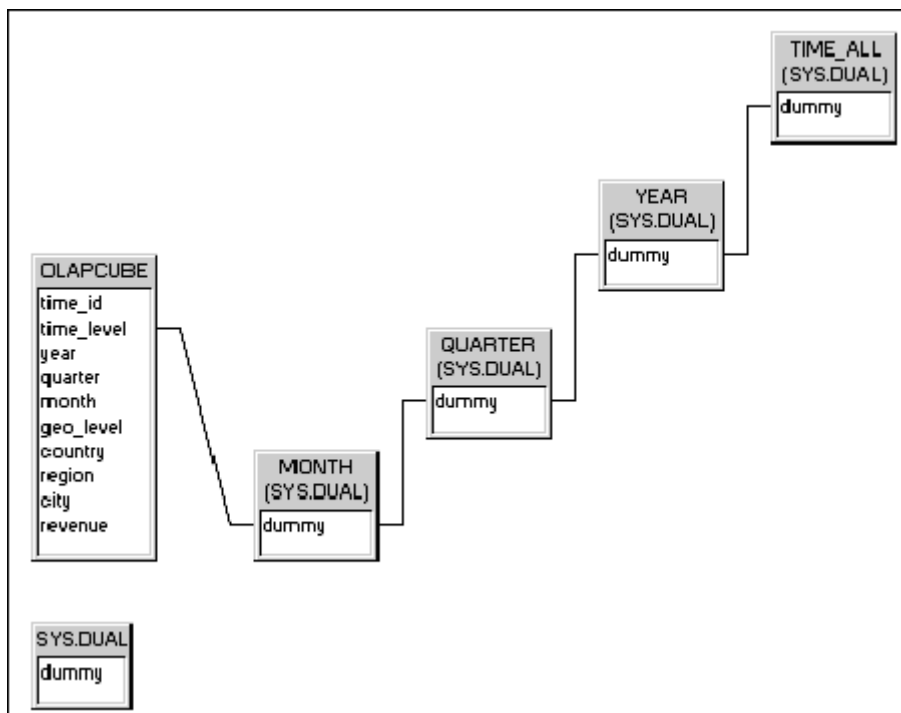 TIME_ALL
(SYS.DUAL)
dummy
YEAR
(SYS.DUAL)
dummy
OLAPCUBE
time_id
time_level
year
quarter
month
geo_level
country
region
city
revenue
QUARTER
(SYS.DUAL)
dummy
MONTH
(SYS.DUAL)
dummy
SYS.DUAL
dummy